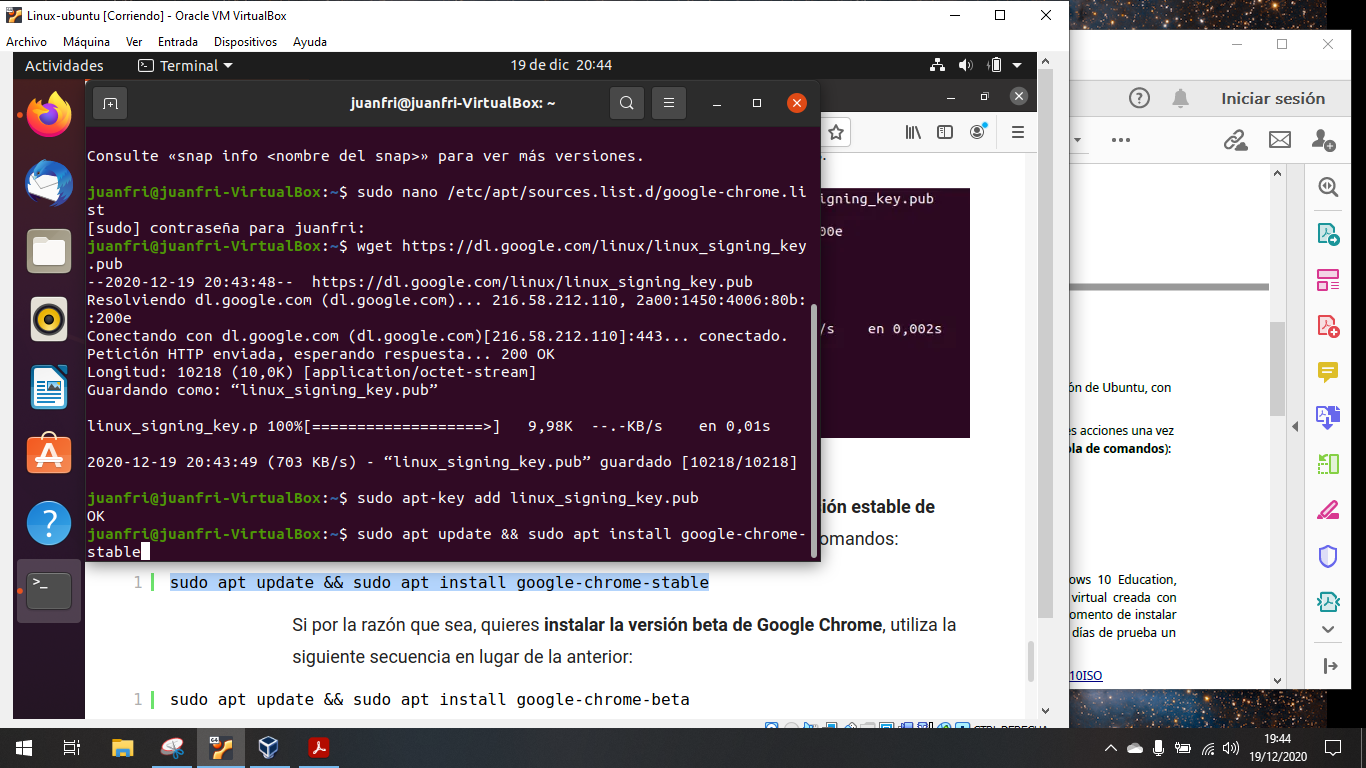 Linux-ubuntu [Corriendo] - Oracle VM VirtualBox
Archivo Máquina Ver Entrada Dispositivos Ayuda
Actividades Terminal 19 de dic 20:44
juanfri@juanfri-VirtualBox: ~
Consulte «snap info <nombre del snap>» para ver más versiones.
juanfri@juanfri-VirtualBox:~$ sudo nano /etc/apt/sources.list.d/google-chrome.li
st
[sudo] contraseña para juanfri:
juanfri@juanfri-VirtualBox:~$ wget https://dl.google.com/linux/linux_signing_key
.pub
--2020-12-19 20:43:48-- https://dl.google.com/linux/linux_signing_key.pub
Resolviendo dl.google.com (dl.google.com)... 216.58.212.110, 2a00:1450:4006:80b:
:200e
Conectando con dl.google.com (dl.google.com)[216.58.212.110]:443... conectado.
Petición HTTP enviada, esperando respuesta... 200 OK
Longitud: 10218 (10,0K) [application/octet-stream]
Guardando como: “linux_signing_key.pub”
linux_signing_key.p 100%[===================>] 9,98K --.-KB/s en 0,01s
2020-12-19 20:43:49 (703 KB/s) - “linux_signing_key.pub” guardado [10218/10218]
juanfri@juanfri-VirtualBox:~$ sudo apt-key add linux_signing_key.pub
OK
juanfri@juanfri-VirtualBox:~$ sudo apt update && sudo apt install google-chrome-
stable
igning_key.pub
00e
/s en 0,002s
ión estable de
omandos:
1 sudo apt update && sudo apt install google-chrome-stable
Si por la razón que sea, quieres instalar la versión beta de Google Chrome, utiliza la
siguiente secuencia en lugar de la anterior:
1 sudo apt update && sudo apt install google-chrome-beta
Iniciar sesión
ón de Ubuntu, con
es acciones una vez
ola de comandos):
ows 10 Education,
virtual creada con
omento de instalar
días de prueba un
10ISO
19:44
19/12/2020